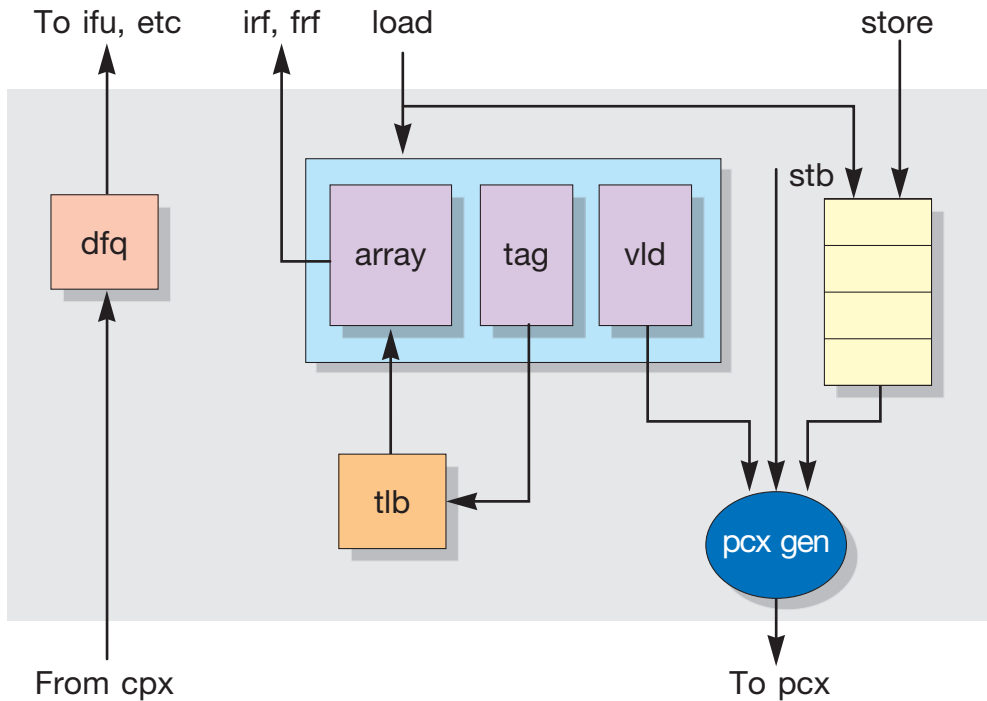 To ifu, etc
irf, frf
load
store
stb
dfq
array
tag
vld
tlb
pcx gen
From cpx
To pcx